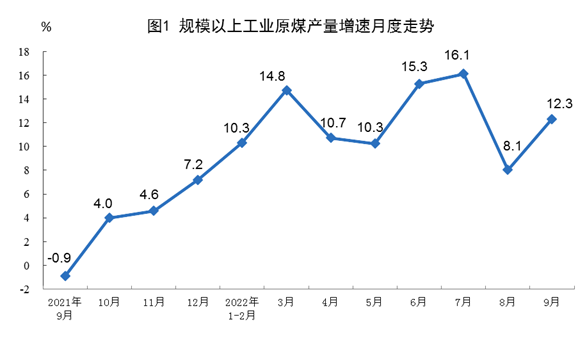 图1 规模以上工业原煤产量增速月度走势
%
18
16
14
12
10
8
6
4
2
0
-2
-0.9
4.0
4.6
7.2
10.3
14.8
10.7
10.3
15.3
16.1
8.1
12.3
2021年
9月
10月
11月
12月
2022年
1-2月
3月
4月
5月
6月
7月
8月
9月